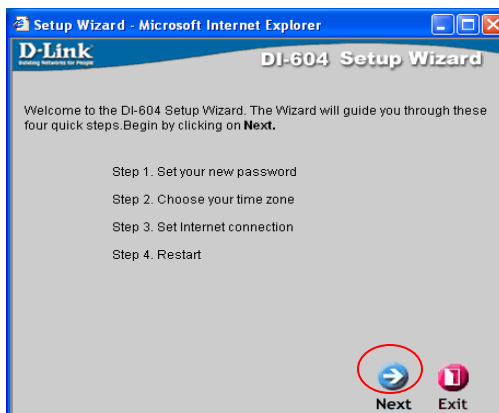 Setup Wizard - Microsoft Internet Explorer
D-Link
Building Networks for People
DI-604 Setup Wizard
Welcome to the DI-604 Setup Wizard. The Wizard will guide you through these
four quick steps.Begin by clicking on Next.
Step 1. Set your new password
Step 2. Choose your time zone
Step 3. Set Internet connection
Step 4. Restart
Next Exit